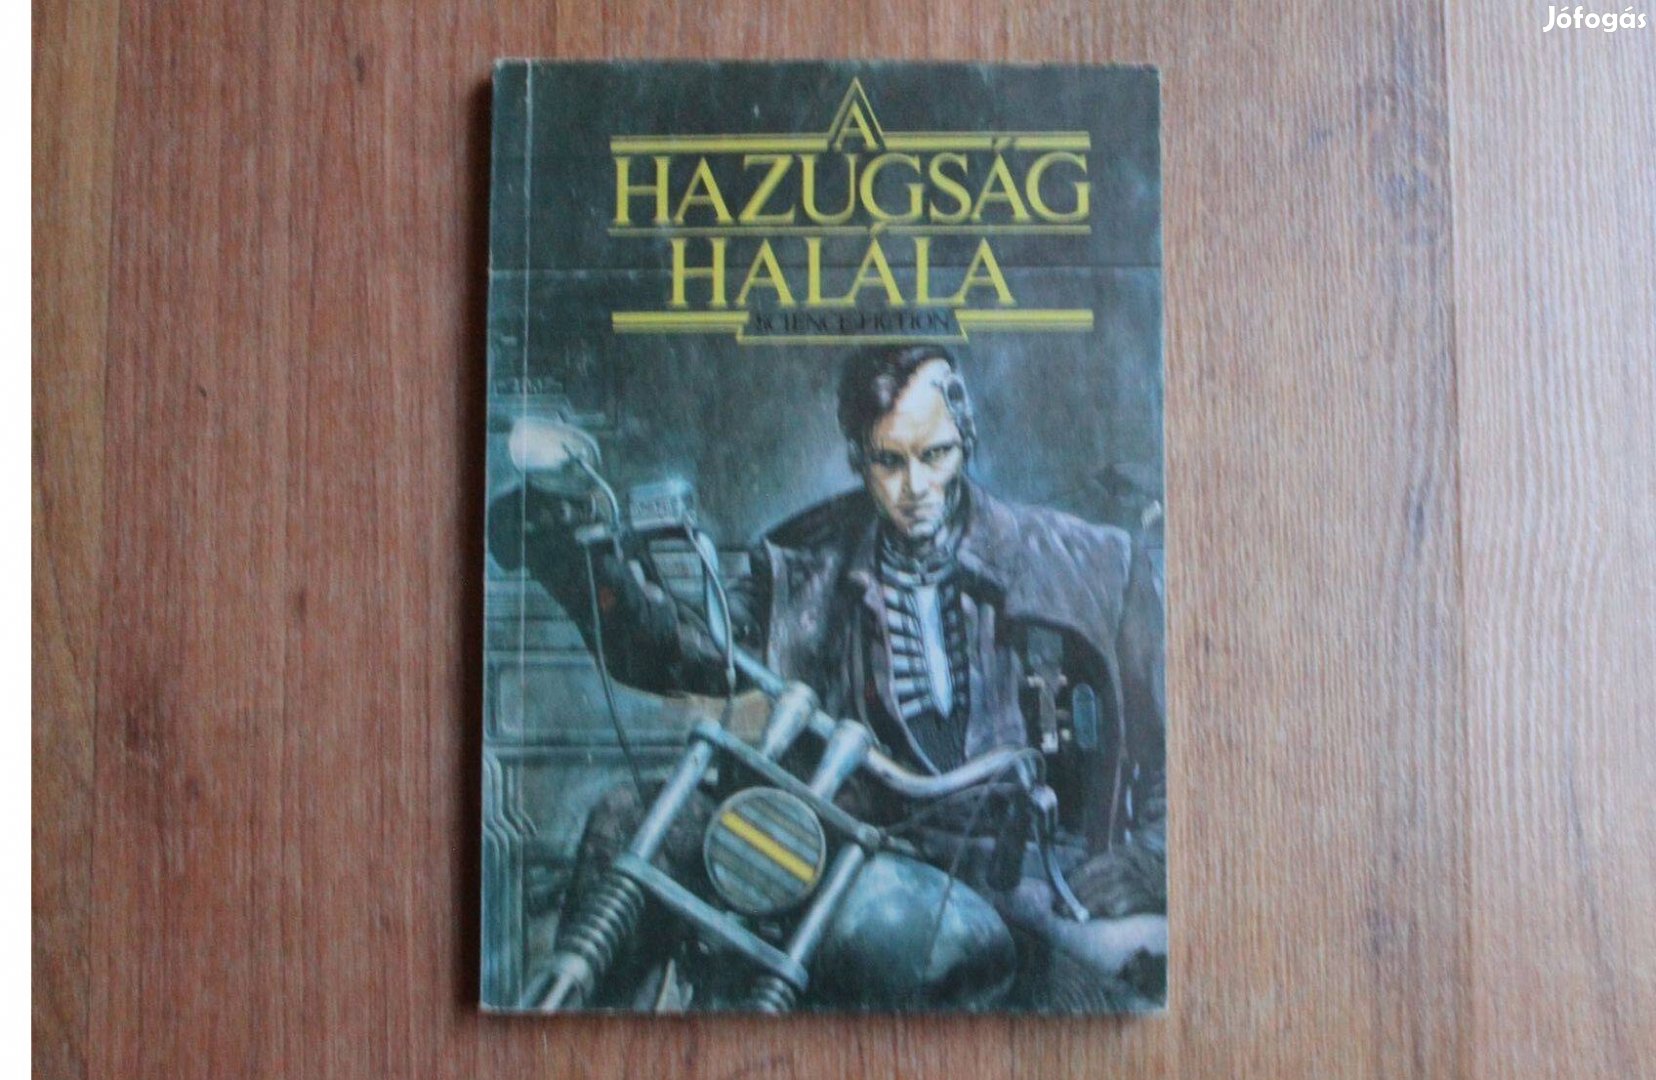 Jófogás
A
HAZUGSÁG
HALÁLA
SCIENCE FICTION